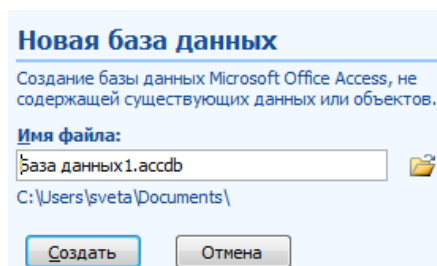 Новая база данных
Создание базы данных Microsoft Office Access, не
содержащей существующих данных или объектов.
Имя файла:
База данных1.accdb
C:\Users\sveta\Documents\
Создать
Отмена